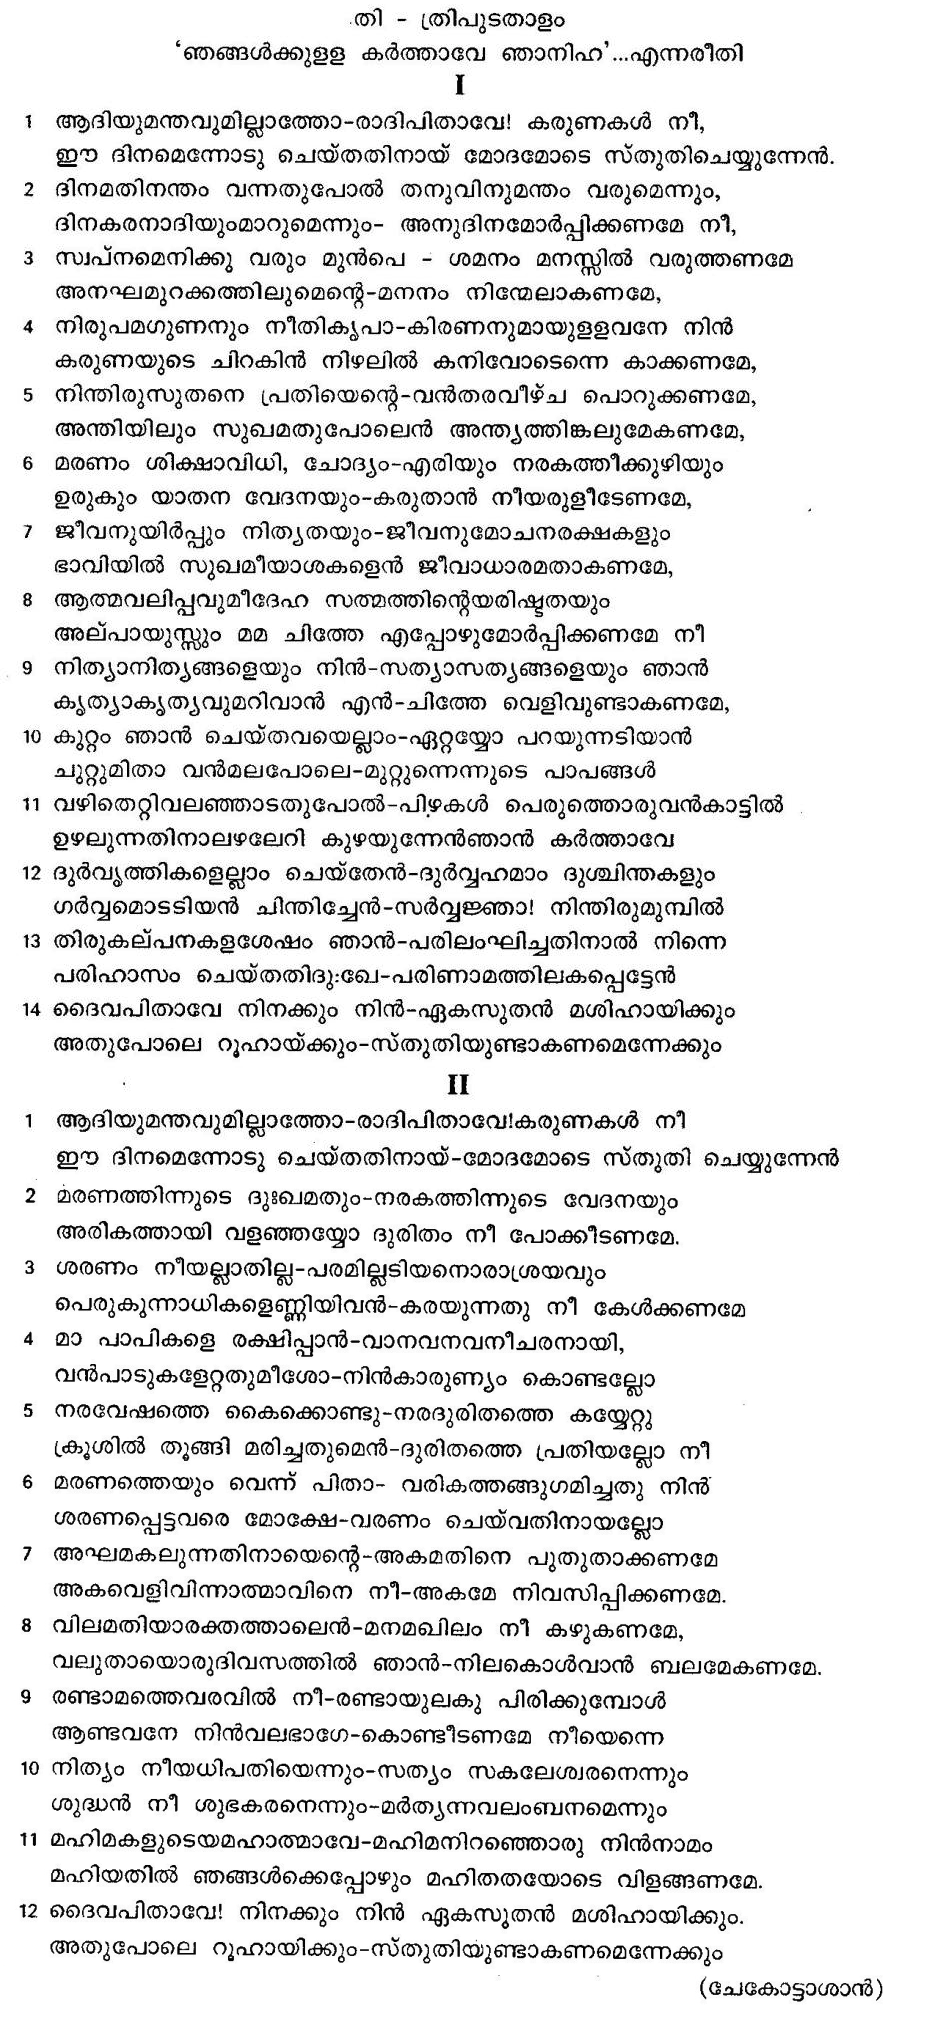 തി - ത്രിപുടതാളം
'ഞങ്ങൾക്കുളള കർത്താവേ ഞാനിഹ'...എന്നരീതി
I
1 ആദിയുമന്തവുമില്ലാത്തോ-രാദിപിതാവേ! കരുണകൾ നീ,
ഈ ദിനമെന്നോടു ചെയ്തതിനായ് മോദമോടെ സ്തുതിചെയ്യുന്നേൻ.
2 ദിനമതിനന്തം വന്നതുപോൽ തനുവിനുമന്തം വരുമെന്നും,
ദിനകരനാദിയുംമാറുമെന്നും- അനുദിനമോർപ്പിക്കണമേ നീ,
3 സ്വപ്നമെനിക്കു വരും മുൻപെ - ശമനം മനസ്സിൽ വരുത്തണമേ
അനഘമുറക്കത്തിലുമെന്റെ-മനനം നിന്മേലാകണമേ,
4 നിരുപമഗുണനും നീതികൃപാ-കിരണനുമായുളളവനേ നിൻ
കരുണയുടെ ചിറകിൻ നിഴലിൽ കനിവോടെന്നെ കാക്കണമേ,
5 നിന്തിരുസുതനെ പ്രതിയെന്റെ-വൻതരവീഴ്ച പൊറുക്കണമേ,
അന്തിയിലും സുഖമതുപോലെൻ അന്ത്യത്തിങ്കലുമേകണമേ,
6 മരണം ശിക്ഷാവിധി, ചോദ്യം-എരിയും നരകത്തീക്കുഴിയും
ഉരുകും യാതന വേദനയും-കരുതാൻ നീയരുളീടേണമേ,
7 ജീവനുയിർപ്പും നിത്യതയും-ജീവനുമോചനരക്ഷകളും
ഭാവിയിൽ സുഖമീയാശകളെൻ ജീവാധാരമതാകണമേ,
8 ആത്മവലിപ്പവുമീദേഹ സത്മത്തിന്റെയരിഷ്ടതയും
അല്പായുസ്സും മമ ചിത്തേ എപ്പോഴുമോർപ്പിക്കണമേ നീ
9 നിത്യാനിത്യങ്ങളെയും നിൻ-സത്യാസത്യങ്ങളെയും ഞാൻ
കൃത്യാകൃത്യവുമറിവാൻ എൻ-ചിത്തേ വെളിവുണ്ടാകണമേ,
10 കുറ്റം ഞാൻ ചെയ്തവയെല്ലാം-ഏറ്റയ്യോ പറയുന്നടിയാൻ
ചുറ്റുമിതാ വൻമലപോലെ-മുറ്റുന്നെന്നുടെ പാപങ്ങൾ
11 വഴിതെറ്റിവലഞ്ഞാടതുപോൽ-പിഴകൾ പെരുത്തൊരുവൻകാട്ടിൽ
ഉഴലുന്നതിനാലഴലേറി കുഴയുന്നേൻഞാൻ കർത്താവേ
12 ദുർവൃത്തികളെല്ലാം ചെയ്തേൻ-ദുർവ്വഹമാം ദുശ്ചിന്തകളും
ഗർവ്വമൊടടിയൻ ചിന്തിച്ചേൻ-സർവ്വജ്ഞാ! നിന്തിരുമുമ്പിൽ
13 തിരുകല്പനകളശേഷം ഞാൻ-പരിലംഘിച്ചതിനാൽ നിന്നെ
പരിഹാസം ചെയ്തതിദു:ഖേ-പരിണാമത്തിലകപ്പെട്ടേൻ
14 ദൈവപിതാവേ നിനക്കും നിൻ-ഏകസുതൻ മശിഹായിക്കും
അതുപോലെ റൂഹായ്ക്കും-സ്തുതിയുണ്ടാകണമെന്നേക്കും
II
1 ആദിയുമന്തവുമില്ലാത്തോ-രാദിപിതാവേ!കരുണകൾ നീ
ഈ ദിനമെന്നോടു ചെയ്തതിനായ്-മോദമോടെ സ്തുതി ചെയ്യുന്നേൻ
2 മരണത്തിന്നുടെ ദുഃഖമതും-നരകത്തിന്നുടെ വേദനയും
അരികത്തായി വളഞ്ഞയ്യോ ദുരിതം നീ പോക്കീടണമേ.
3 ശരണം നീയല്ലാതില്ല-പരമില്ലടിയനൊരാശ്രയവും
പെരുകുന്നാധികളെണ്ണിയിവൻ-കരയുന്നതു നീ കേൾക്കണമേ
4 മാ പാപികളെ രക്ഷിപ്പാൻ-വാനവനവനീചരനായി,
വൻപാടുകളേറ്റതുമീശോ-നിൻകാരുണ്യം കൊണ്ടല്ലോ
5 നരവേഷത്തെ കൈക്കൊണ്ടു-നരദുരിതത്തെ കയ്യേറ്റു
ക്രൂശിൽ തൂങ്ങി മരിച്ചതുമെൻ-ദുരിതത്തെ പ്രതിയല്ലോ നീ
6 മരണത്തെയും വെന്ന് പിതാ- വരികത്തങ്ങുഗമിച്ചതു നിൻ
ശരണപ്പെട്ടവരെ മോക്ഷേ-വരണം ചെയ്‌വതിനായല്ലോ
7 അഘമകലുന്നതിനായെന്റെ-അകമതിനെ പുതുതാക്കണമേ
അകവെളിവിന്നാത്മാവിനെ നീ-അകമേ നിവസിപ്പിക്കണമേ.
8 വിലമതിയാരക്തത്താലെൻ-മനമഖിലം നീ കഴുകണമേ,
വലുതായൊരുദിവസത്തിൽ ഞാൻ-നിലകൊൾവാൻ ബലമേകണമേ.
9 രണ്ടാമത്തെവരവിൽ നീ-രണ്ടായുലകു പിരിക്കുമ്പോൾ
ആണ്ടവനേ നിൻവലഭാഗേ-കൊണ്ടീടണമേ നീയെന്നെ
10 നിത്യം നീയധിപതിയെന്നും-സത്യം സകലേശ്വരനെന്നും
ശുദ്ധൻ നീ ശുഭകരനെന്നും-മർത്യന്നവലംബനമെന്നും
11 മഹിമകളുടെയമഹാത്മാവേ-മഹിമനിറഞ്ഞൊരു നിൻനാമം
മഹിയതിൽ ഞങ്ങൾക്കെപ്പോഴും മഹിതതയോടെ വിളങ്ങണമേ.
12 ദൈവപിതാവേ! നിനക്കും നിൻ ഏകസുതൻ മശിഹായിക്കും.
അതുപോലെ റൂഹായിക്കും-സ്തുതിയുണ്ടാകണമെന്നേക്കും
(ചേകോട്ടാശാൻ)